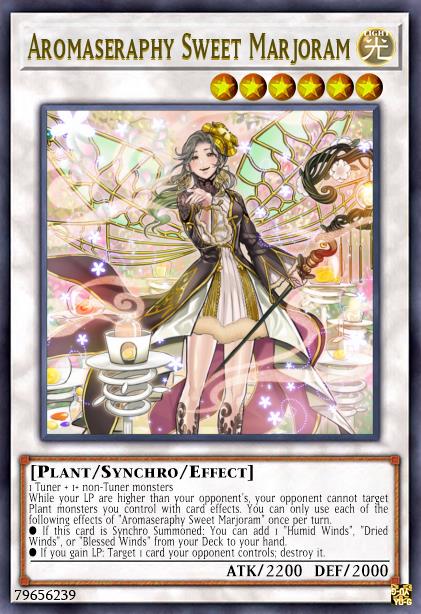 AROMASERAPHY SWEET MARJORAM
LIGHT
光
[PLANT/SYNCHRO/EFFECT]
1 Tuner + 1+ non-Tuner monsters
While your LP are higher than your opponent's, your opponent cannot target
Plant monsters you control with card effects. You can only use each of the
following effects of "Aromaseraphy Sweet Marjoram" once per turn.
● If this card is Synchro Summoned: You can add 1 "Humid Winds", "Dried
Winds", or "Blessed Winds" from your Deck to your hand.
● If you gain LP: Target 1 card your opponent controls; destroy it.
ATK/2200 DEF/2000
79656239